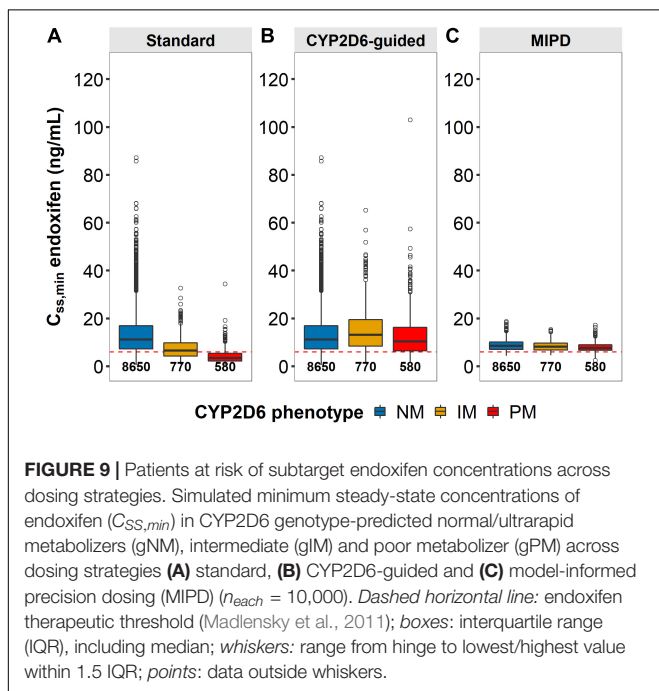 A Standard B CYP2D6-guided C MIPD
120 120 120
100 100 100
80 80 80
60 60 60
40 40 40
20 20 20
0 0 0
Css,min endoxifen (ng/mL)
8650 770 580 8650 770 580 8650 770 580
CYP2D6 phenotype NM IM PM
FIGURE 9 | Patients at risk of subtarget endoxifen concentrations across
dosing strategies. Simulated minimum steady-state concentrations of
endoxifen (CSS,min) in CYP2D6 genotype-predicted normal/ultrarapid
metabolizers (gNM), intermediate (gIM) and poor metabolizer (gPM) across
dosing strategies (A) standard, (B) CYP2D6-guided and (C) model-informed
precision dosing (MIPD) (neach = 10,000). Dashed horizontal line: endoxifen
therapeutic threshold (Madlensky et al., 2011); boxes: interquartile range
(IQR), including median; whiskers: range from hinge to lowest/highest value
within 1.5 IQR; points: data outside whiskers.